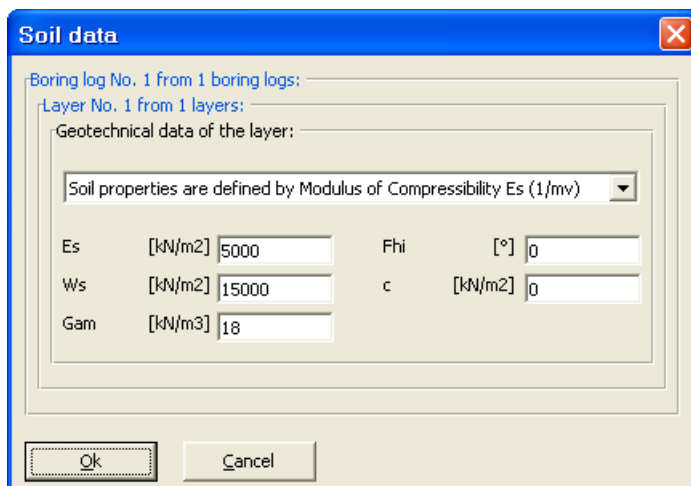 Soil data
Boring log No. 1 from 1 boring logs:
Layer No. 1 from 1 layers:
Geotechnical data of the layer:
Soil properties are defined by Modulus of Compressibility Es (1/mv)
Es [kN/m2] 5000 Fhi [°] 0
Ws [kN/m2] 15000 c [kN/m2] 0
Gam [kN/m3] 18
Ok Cancel